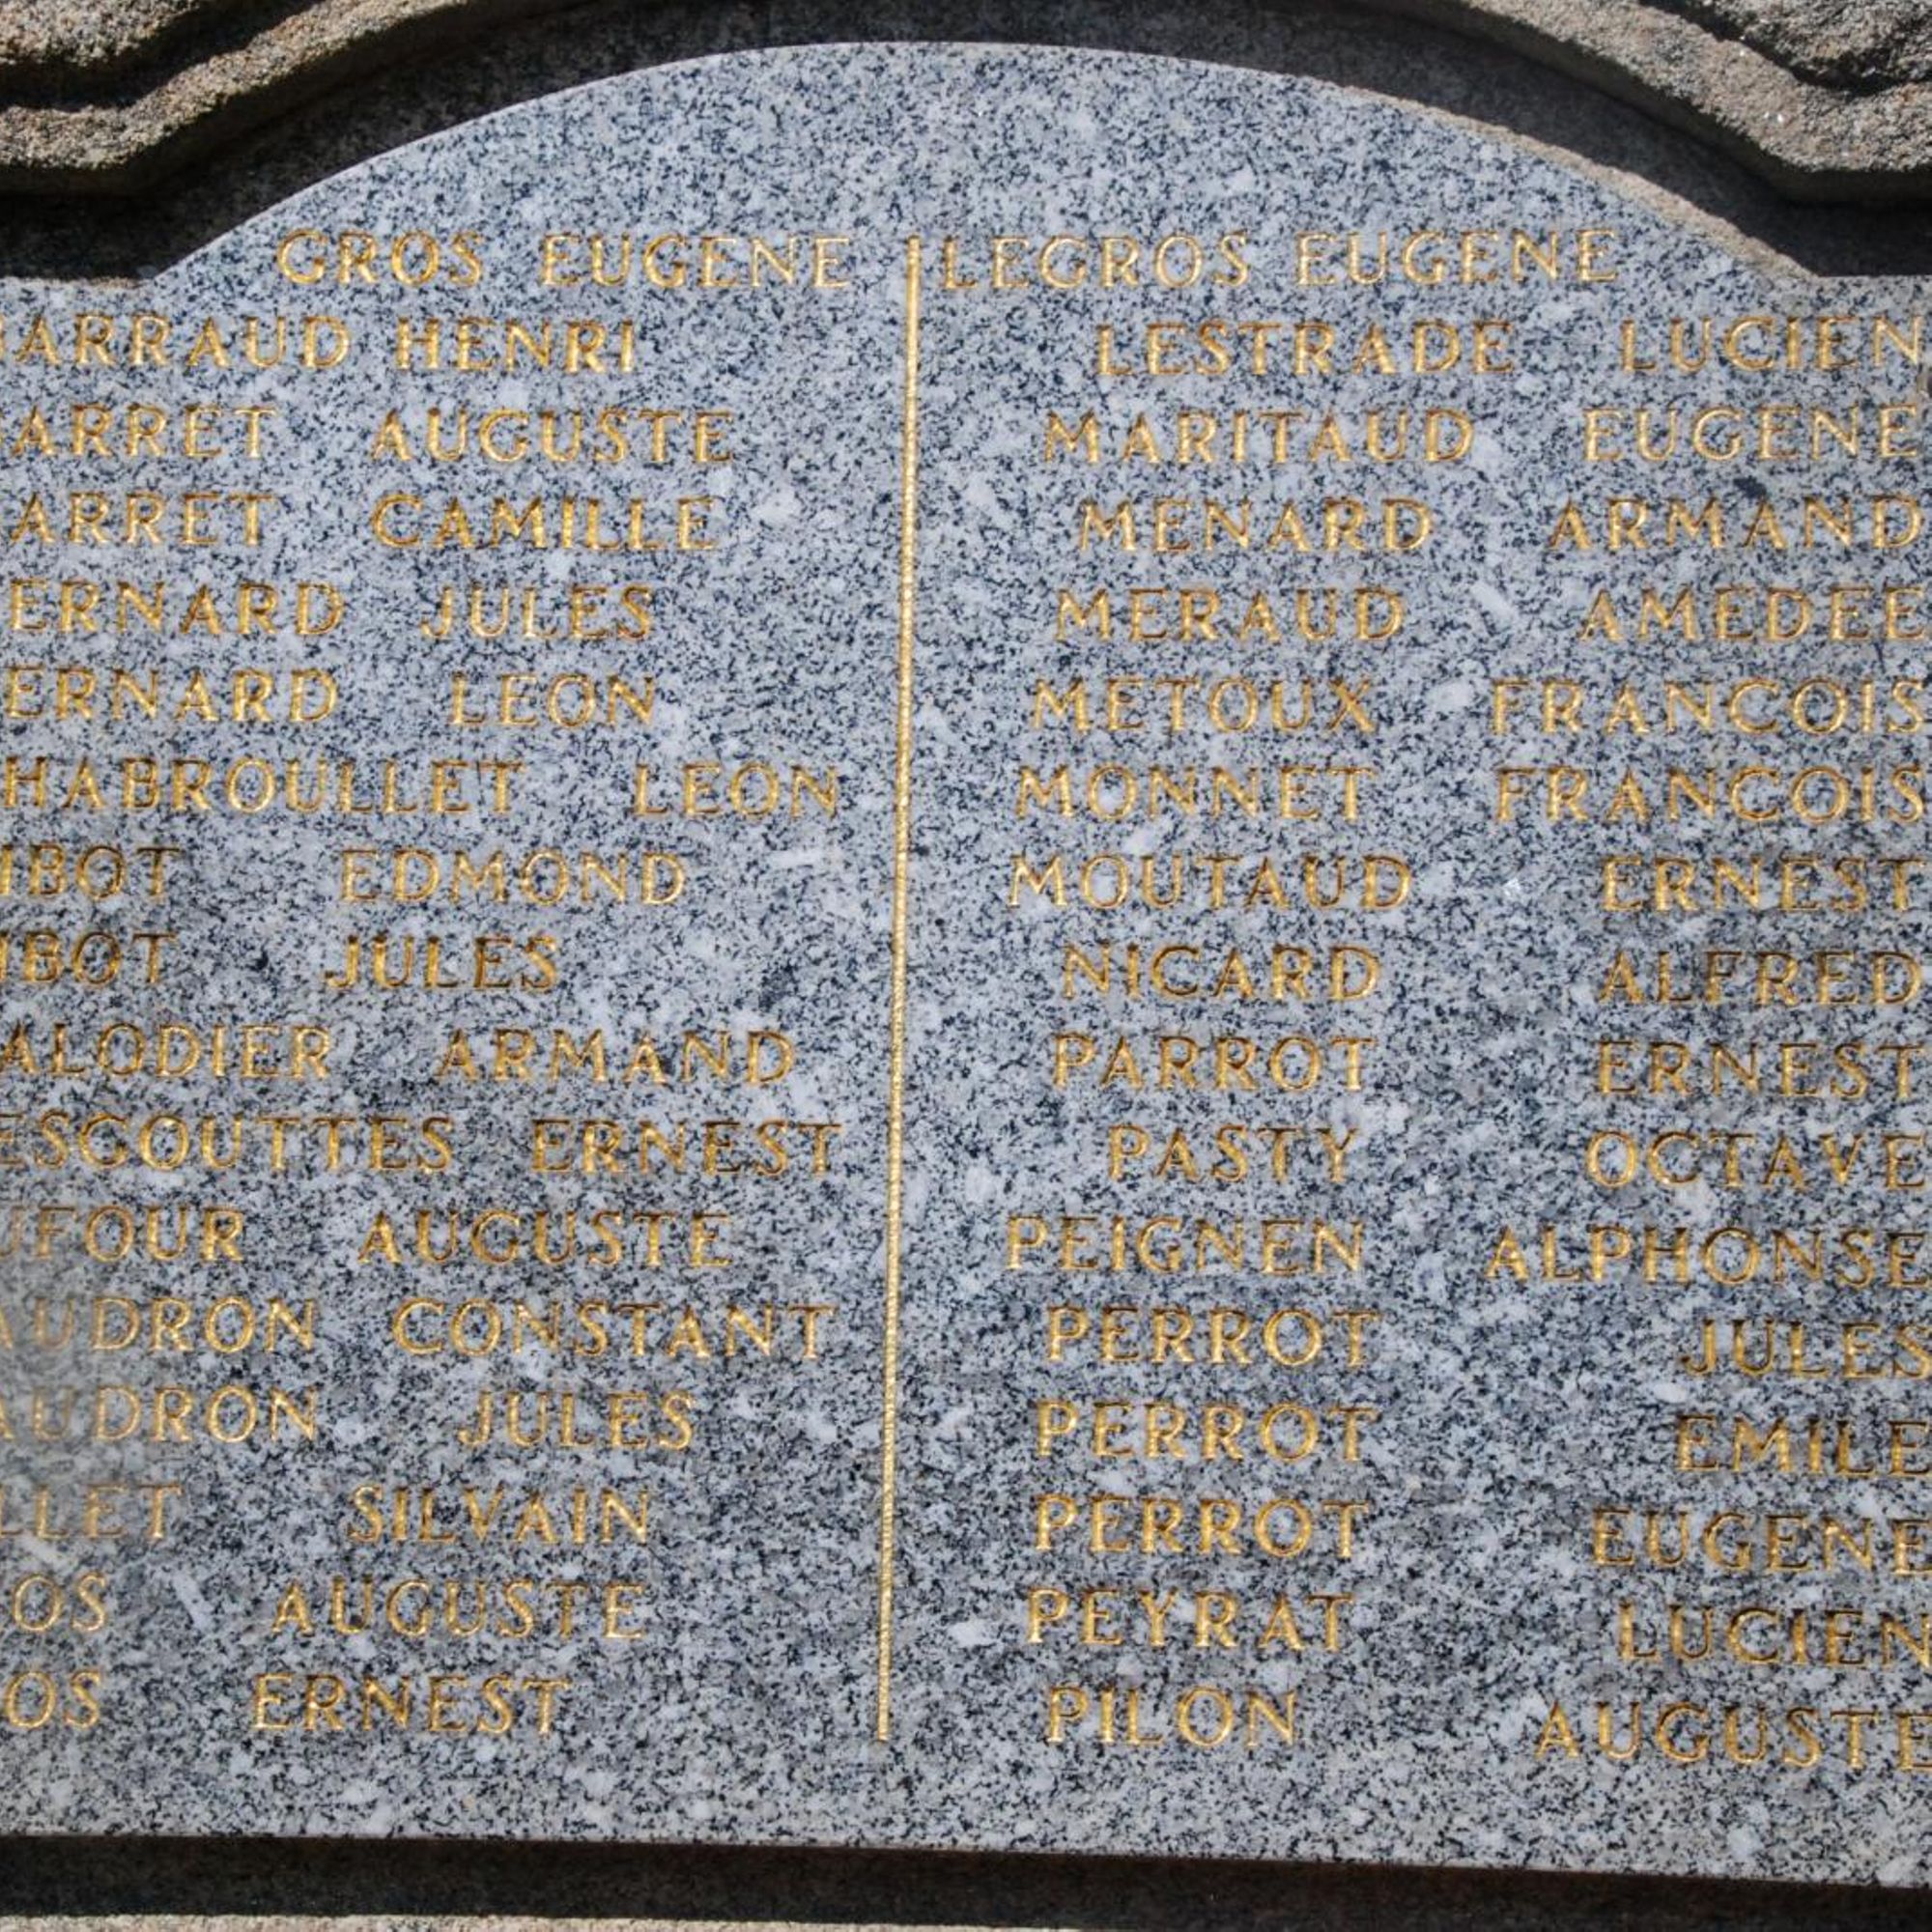 GROS EUGENE
BARRAUD HENRI
BARRET AUGUSTE
ARRET CAMILLE
ERNARD JULES
ERNARD LEON
HABROULLET LEON
IBOT EDMOND
IBOT JULES
ALODIER ARMAND
ESCOUTTES ERNEST
UFOUR AUGUSTE
AUDRON CONSTANT
AUDRON JULES
LLET SILVAIN
OS AUGUSTE
OS ERNEST
LEGROS EUGENE
LESTRADE LUCIEN
MARITAUD EUGENE
MENARD ARMAND
MERAUD AMEDEE
METOUX FRANCOIS
MONNET FRANCOIS
MOUTAUD ERNEST
NICARD ALFRED
PARROT ERNEST
PASTY OCTAVE
PEIGNEN ALPHONSE
PERROT JULES
PERROT EMILE
PERROT EUGENE
PEYRAT LUCIEN
PILON AUGUSTE